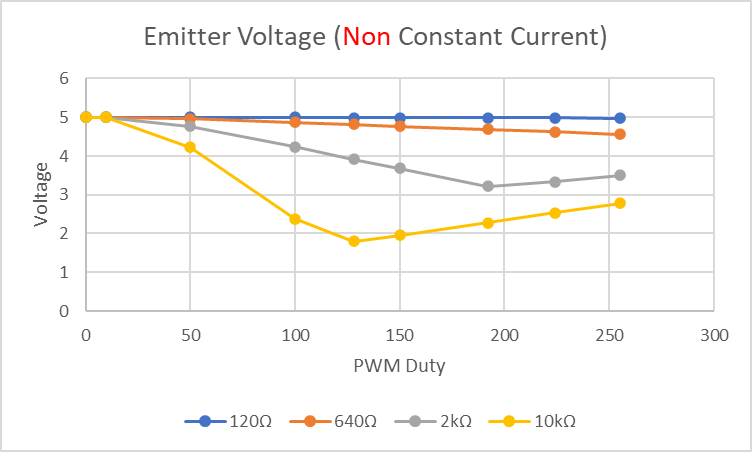 Emitter Voltage (Non Constant Current)
6
5
4
3
2
1
0
Voltage
0 50 100 150 200 250 300
PWM Duty
120Ω 640Ω 2kΩ 10kΩ